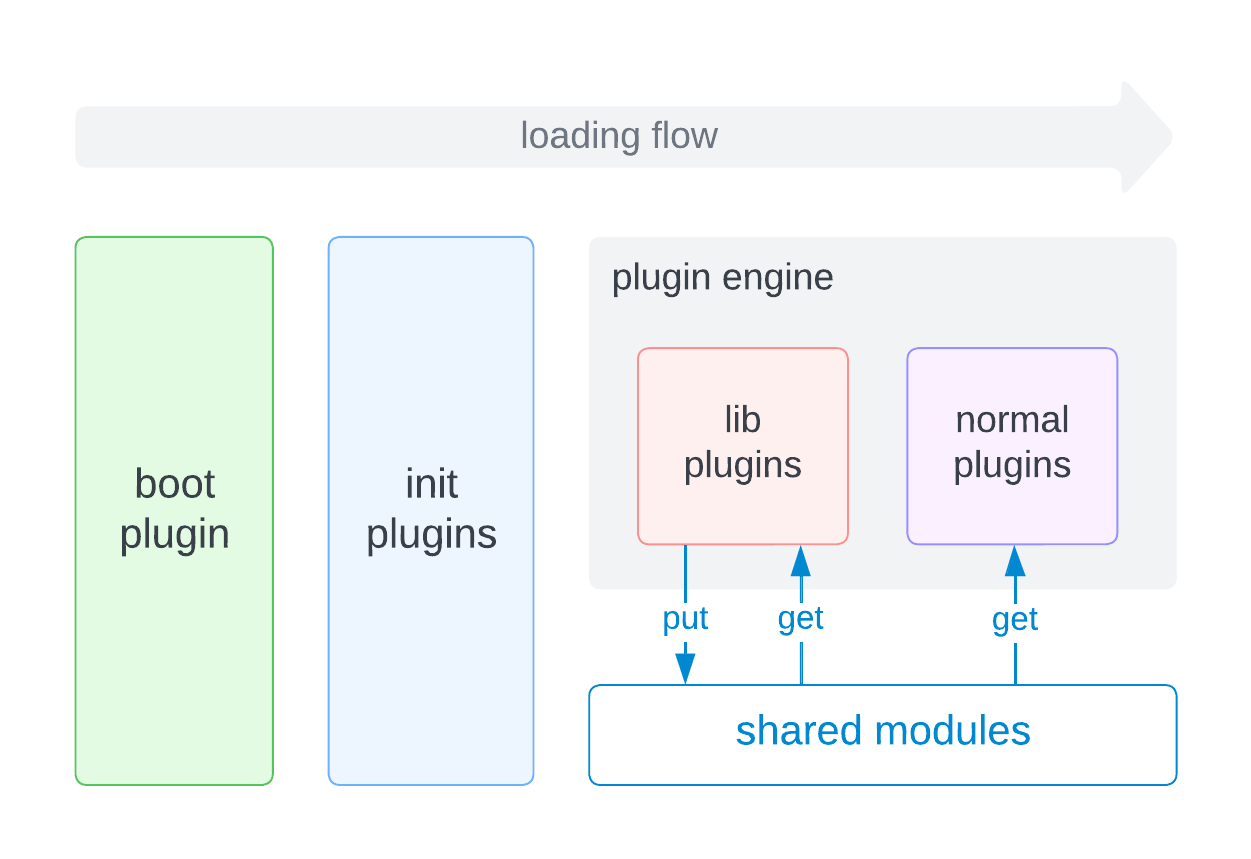 loading flow
plugin engine
boot
plugin
init
plugins
lib
plugins
normal
plugins
put
get
get
shared modules